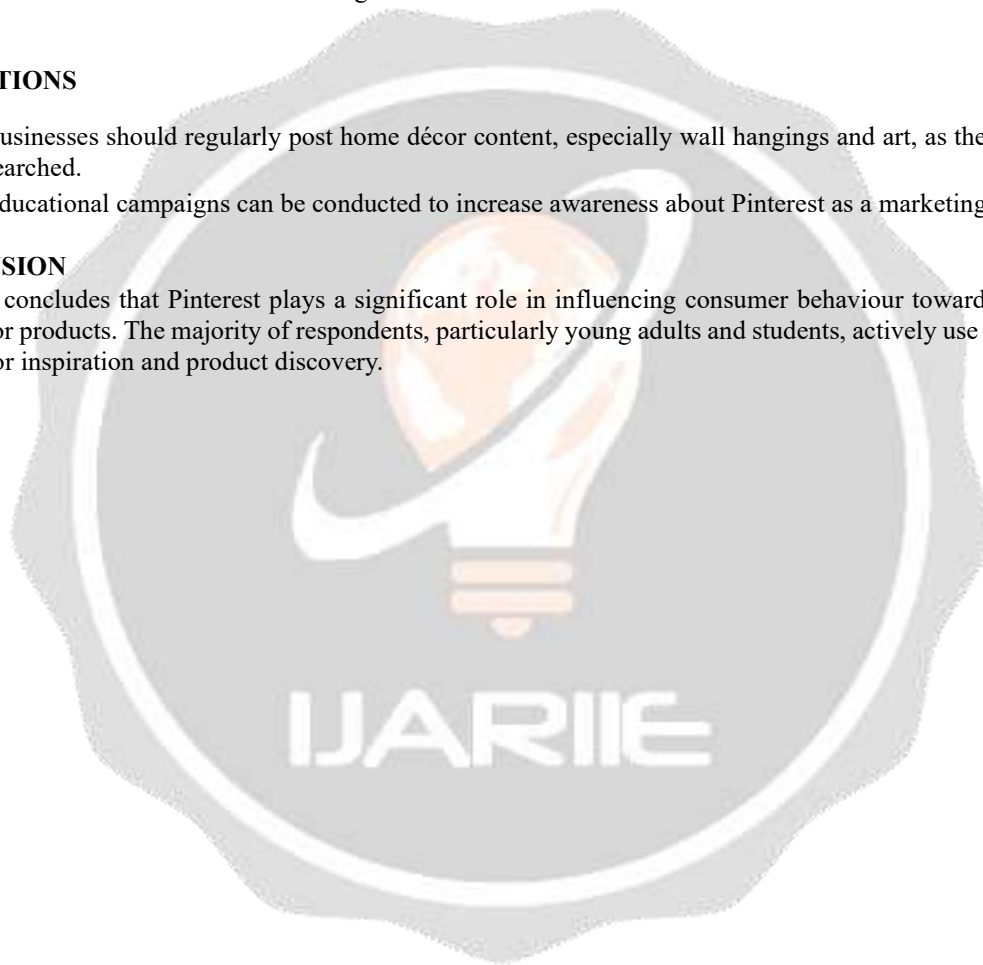 TIONS
usinesses should regularly post home décor content, especially wall hangings and art, as the
earched.
ducational campaigns can be conducted to increase awareness about Pinterest as a marketing
SION
concludes that Pinterest plays a significant role in influencing consumer behaviour toward
or products. The majority of respondents, particularly young adults and students, actively use
or inspiration and product discovery.
IJARIIE